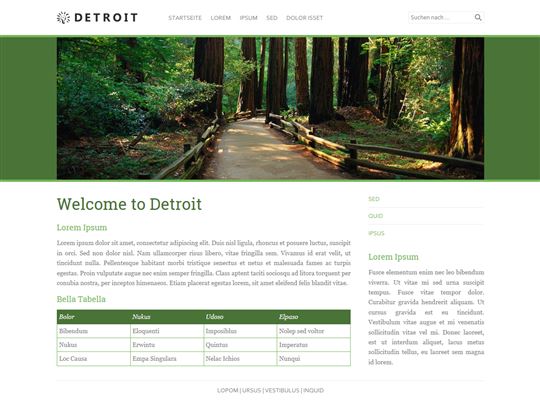 DETROIT
STARTSEITE LOREM IPSUM SED DOLOR ISSET
Suchen nach ...
Welcome to Detroit
Lorem Ipsum
Lorem ipsum dolor sit amet, consectetur adipiscing elit. Duis nisl ligula, rhoncus et posuere luctus, suscipit
in orci. Sed non dolor nisl. Nam ullamcorper risus libero, vitae fringilla sem. Vivamus id erat velit, ut
tincidunt nulla. Pellentesque habitant morbi tristique senectus et netus et malesuada fames ac turpis
egestas. Proin vulputate augue nec enim semper fringilla. Class aptent taciti sociosqu ad litora torquent per
conubia nostra, per inceptos himenaeos. Etiam placerat egestas lorem, sit amet eleifend felis blandit vitae.
Bella Tabella
Bolor Nukus Udoso Elpaso
Bibendum Eloquenti Imposiblus Nolep sed voltor
Nukus Erwintu Quintus Imperatus
Loc Causa Empa Singulara Nelac Ichios Nunqui
SED
QUID
IPSUS
Lorem Ipsum
Fusce elementum enim nec leo bibendum
viverra. Ut vitae mi sed urna suscipit
tempus. Fusce vitae tempor dolor.
Curabitur gravida hendrerit aliquam. Ut
cursus gravida est eu tincidunt.
Vestibulum vitae augue et mi venenatis
sollicitudin vitae vel mi. Donec laoreet,
est ut interdum aliquet, lacus metus
sollicitudin tellus, eu laoreet sem magna
id lorem.
LOPOM | URSUS | VESTIBULUS | INQUID